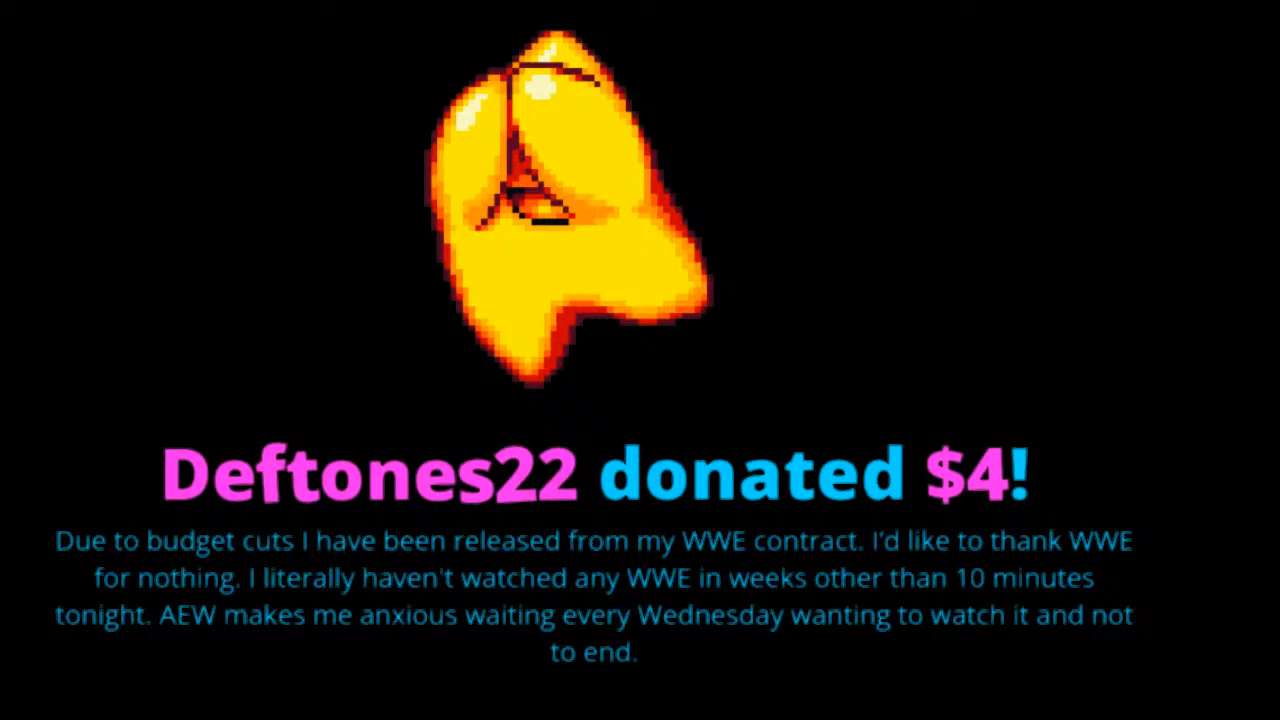 Deftones22 donated $4!
Due to budget cuts I have been released from my WWE contract. I'd like to thank WWE
for nothing. I literally haven't watched any WWE in weeks other than 10 minutes
tonight. AEW makes me anxious waiting every Wednesday wanting to watch it and not
to end.